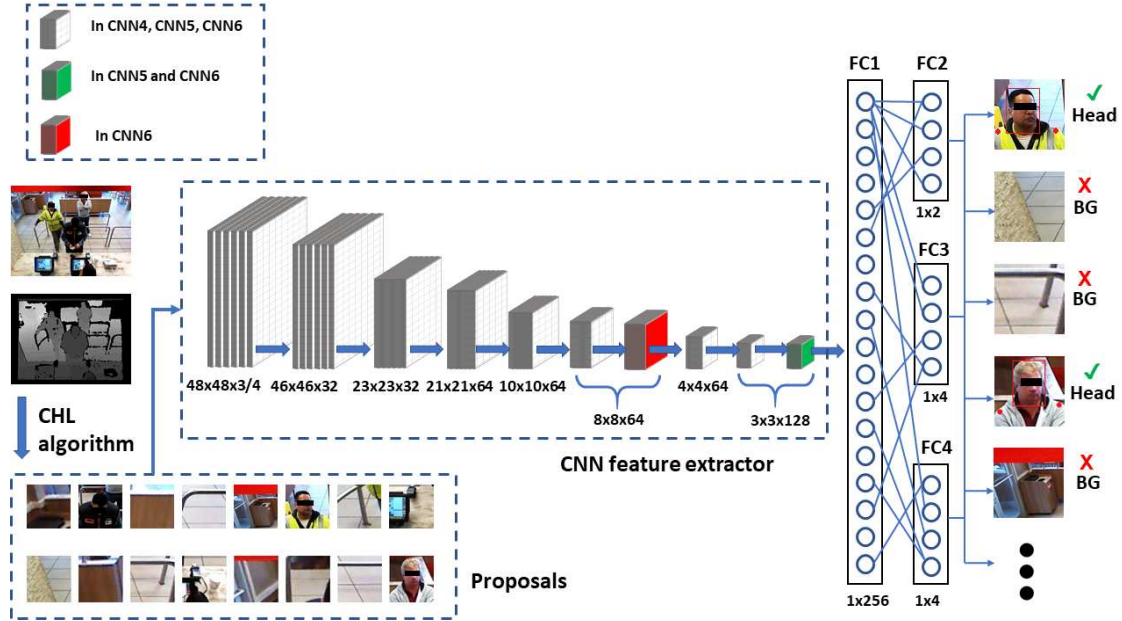 In CNN4, CNN5, CNN6
In CNN5 and CNN6
In CNN6
CHL
algorithm
48x48x3/4
46x46x32
23x23x32
21x21x64
10x10x64
8x8x64
4x4x64
3x3x128
CNN feature extractor
Proposals
FC1
1x256
FC2
1x2
FC3
1x4
FC4
1x4
Head
X
BG
X
BG
Head
X
BG